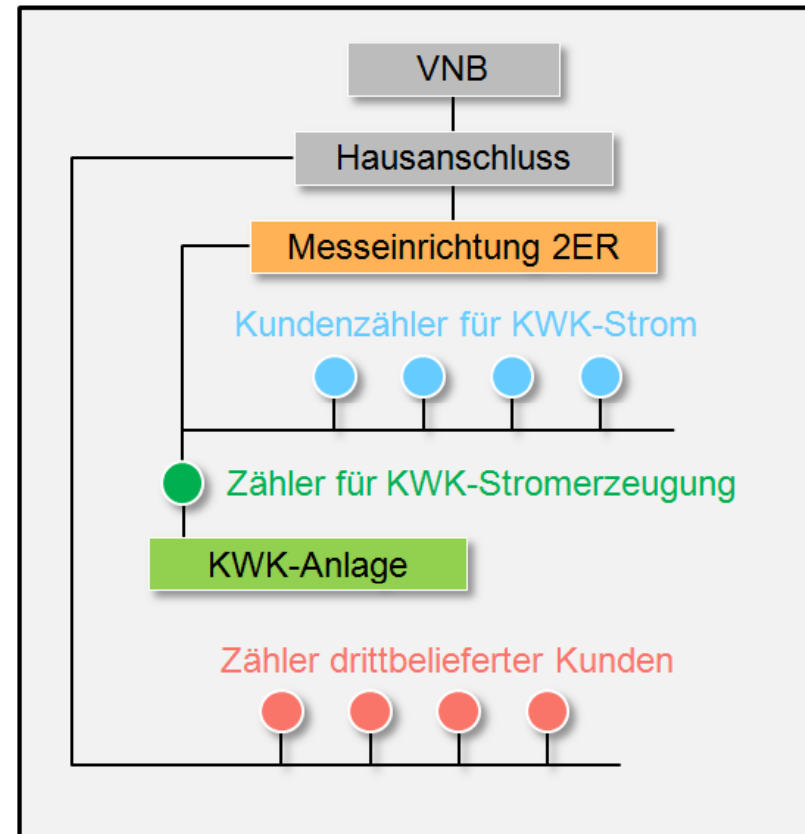 VNB
Hausanschluss
Messeinrichtung 2ER
Kundenzähler für KWK-Strom
Zähler für KWK-Stromerzeugung
KWK-Anlage
Zähler drittbelieferter Kunden